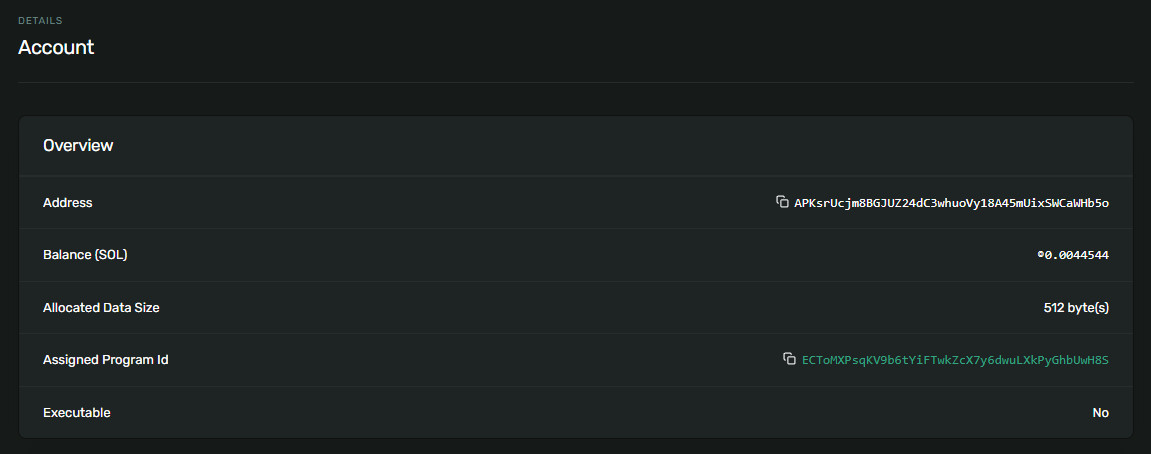 DETAILS
Account
Overview
Address APKsrUcjm8BGJUZ24dC3whuoVy18A45mUixSWCaWHb5o
Balance (SOL) ◎0.0044544
Allocated Data Size 512 byte(s)
Assigned Program Id ECToMXPsqKV9b6tYiFTwkZcX7y6dwuLXkPyGhbUwH8S
Executable No